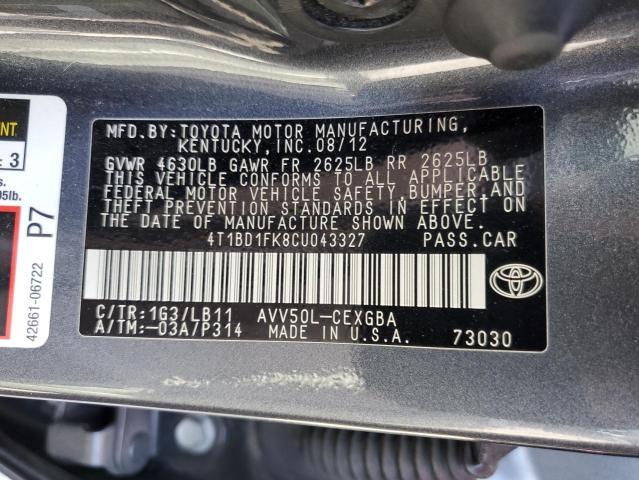 MFD.BY:TOYOTA MOTOR MANUFACTURING,
KENTUCKY, INC.08/12
GVWR 4630LB GAWR FR 2625LB RR 2625LB
THIS VEHICLE CONFORMS TO ALL APPLICABLE
FEDERAL MOTOR VEHICLE SAFETY,BUMPER,AND
THEFT PREVENTION STANDARDS IN EFFECT ON
THE DATE OF MANUFACTURE SHOWN ABOVE.
4T1BD1FK8CU043327 PASS.CAR
C/TR:1G3/LB11 AVV50L-CEXGBA
A/TM:-03A/P314 MADE IN U.S.A. 73030
TOYOTA
3
P7
42661-06722